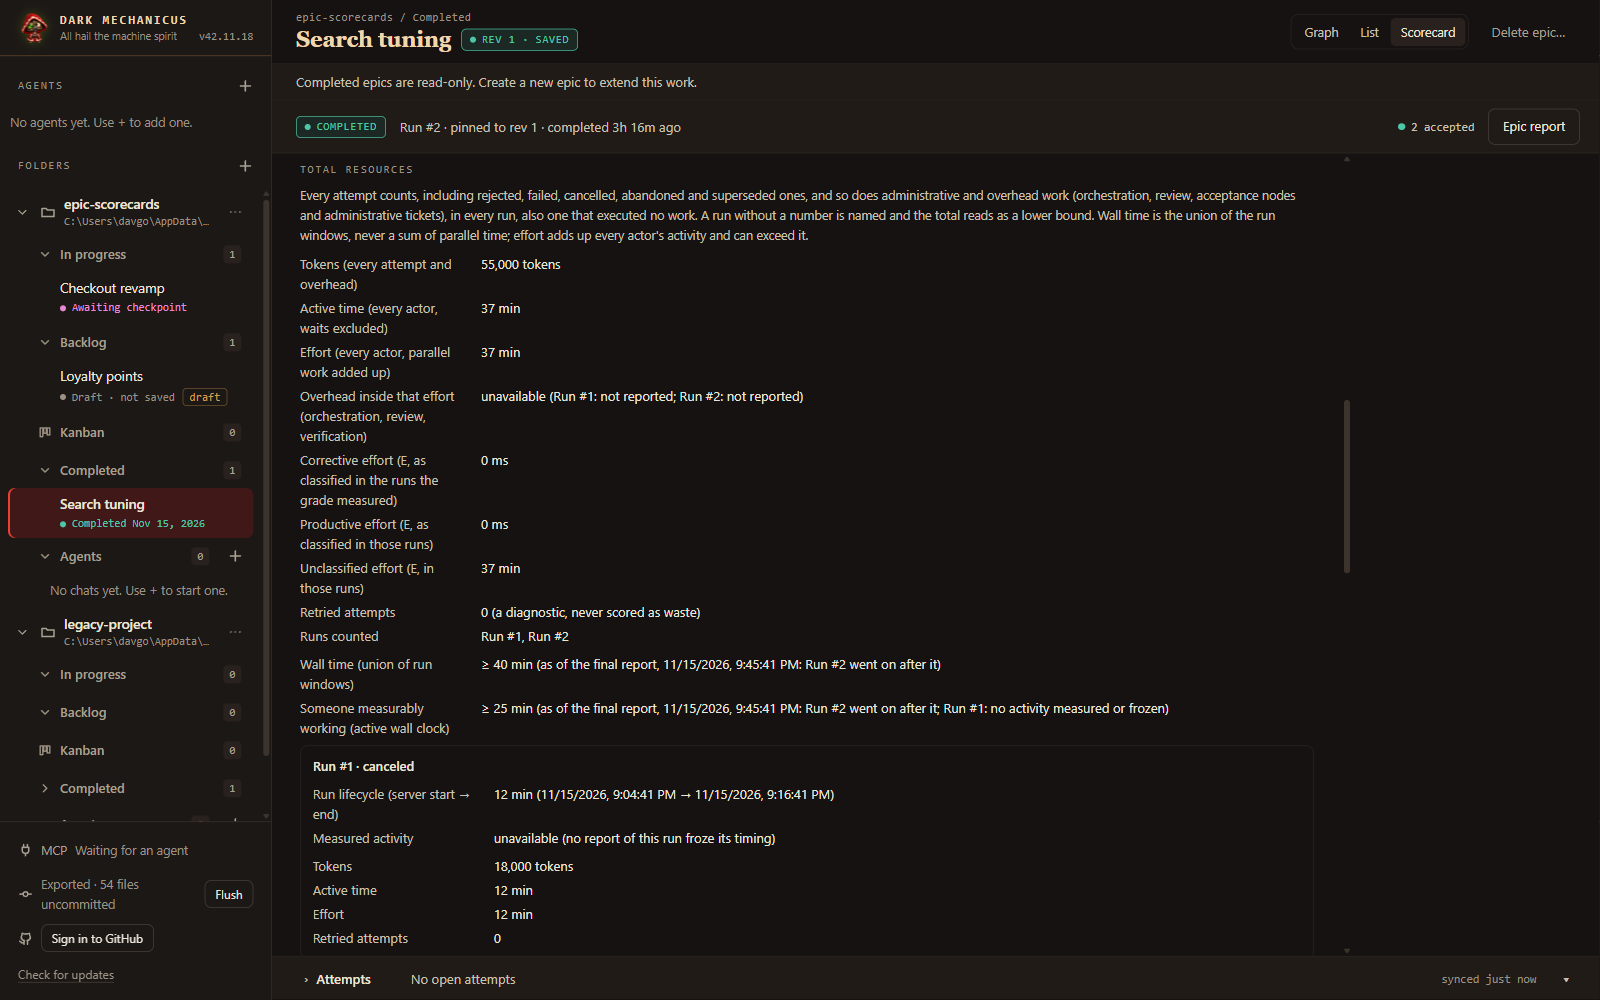 DARK MECHANICUS
All hail the machine spirit v42.11.18
AGENTS
No agents yet. Use + to add one.
FOLDERS
epic-scorecards
C:\Users\davgo\AppData\…
In progress 1
Checkout revamp
Awaiting checkpoint
Backlog 1
Loyalty points
Draft · not saved draft
Kanban 0
Completed 1
Search tuning
Completed Nov 15, 2026
Agents 0
No chats yet. Use + to start one.
legacy-project
C:\Users\davgo\AppData\…
In progress 0
Backlog 0
Kanban 0
Completed 1
MCP Waiting for an agent
Exported · 54 files
uncommitted
Flush
Sign in to GitHub
Check for updates
epic-scorecards / Completed
Search tuning REV 1 · SAVED
Graph List Scorecard Delete epic…
Completed epics are read-only. Create a new epic to extend this work.
COMPLETED Run #2 · pinned to rev 1 · completed 3h 16m ago
2 accepted Epic report
TOTAL RESOURCES
Every attempt counts, including rejected, failed, cancelled, abandoned and superseded ones, and so does administrative and overhead work (orchestration, review, acceptance nodes
and administrative tickets), in every run, also one that executed no work. A run without a number is named and the total reads as a lower bound. Wall time is the union of the run
windows, never a sum of parallel time; effort adds up every actor's activity and can exceed it.
Tokens (every attempt and 55,000 tokens
overhead)
Active time (every actor, 37 min
waits excluded)
Effort (every actor, parallel 37 min
work added up)
Overhead inside that effort unavailable (Run #1: not reported; Run #2: not reported)
(orchestration, review,
verification)
Corrective effort (E, as 0 ms
classified in the runs the
grade measured)
Productive effort (E, as 0 ms
classified in those runs)
Unclassified effort (E, in 37 min
those runs)
Retried attempts 0 (a diagnostic, never scored as waste)
Runs counted Run #1, Run #2
Wall time (union of run ≥ 40 min (as of the final report, 11/15/2026, 9:45:41 PM: Run #2 went on after it)
windows)
Someone measurably ≥ 25 min (as of the final report, 11/15/2026, 9:45:41 PM: Run #2 went on after it; Run #1: no activity measured or frozen)
working (active wall clock)
Run #1 · canceled
Run lifecycle (server start → 12 min (11/15/2026, 9:04:41 PM → 11/15/2026, 9:16:41 PM)
end)
Measured activity unavailable (no report of this run froze its timing)
Tokens 18,000 tokens
Active time 12 min
Effort 12 min
Retried attempts 0
Attempts No open attempts
synced just now